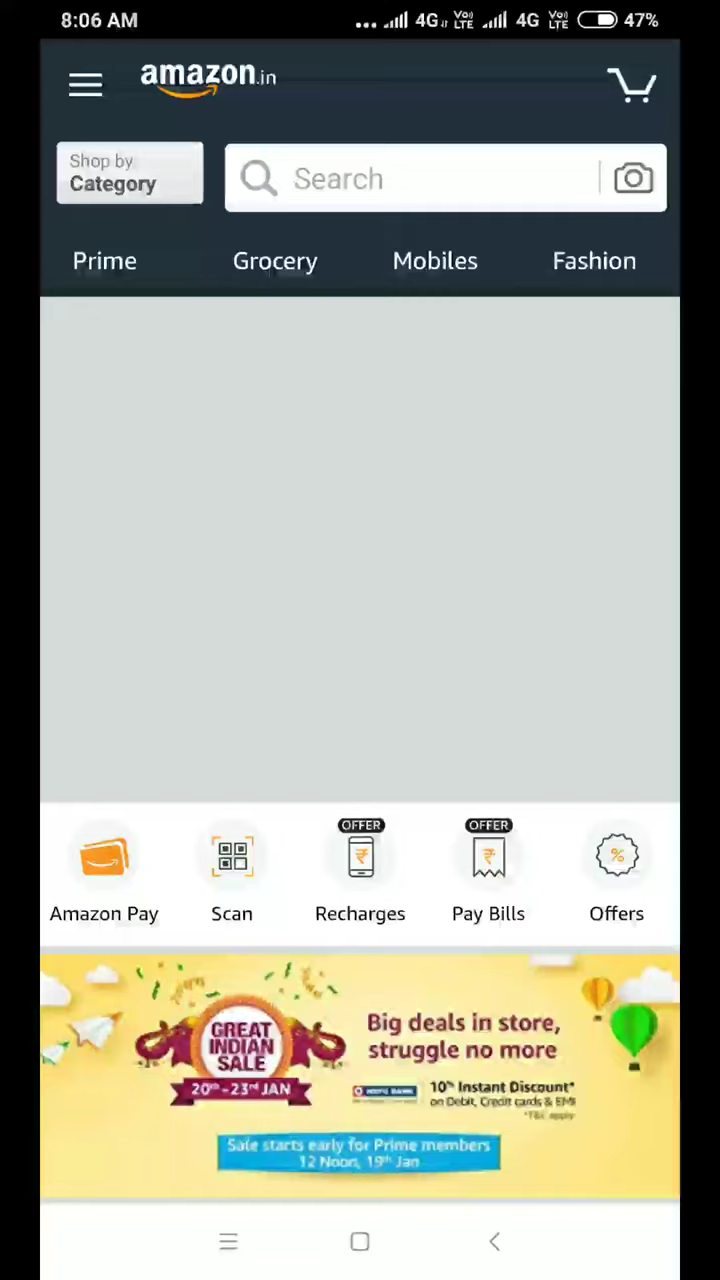 8:06 AM
4G Vo) LTE 4G Vo) LTE 47%
amazon.in
Shop by
Category
Search
Prime Grocery Mobiles Fashion
OFFER OFFER
Amazon Pay Scan Recharges Pay Bills Offers
GREAT
INDIAN
SALE
20th-23rd JAN
Big deals in store,
struggle no more
HDFC BANK
10% Instant Discount*
on Debit, Credit cards & EMI
*T&C apply
Sale starts early for Prime members
12 Noon, 19th Jan